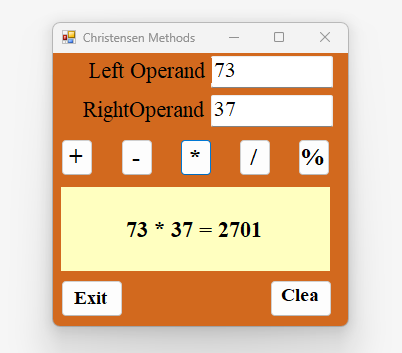 Christensen Methods
Left Operand 73
RightOperand 37
+ - * / %
73 * 37 = 2701
Exit Clea